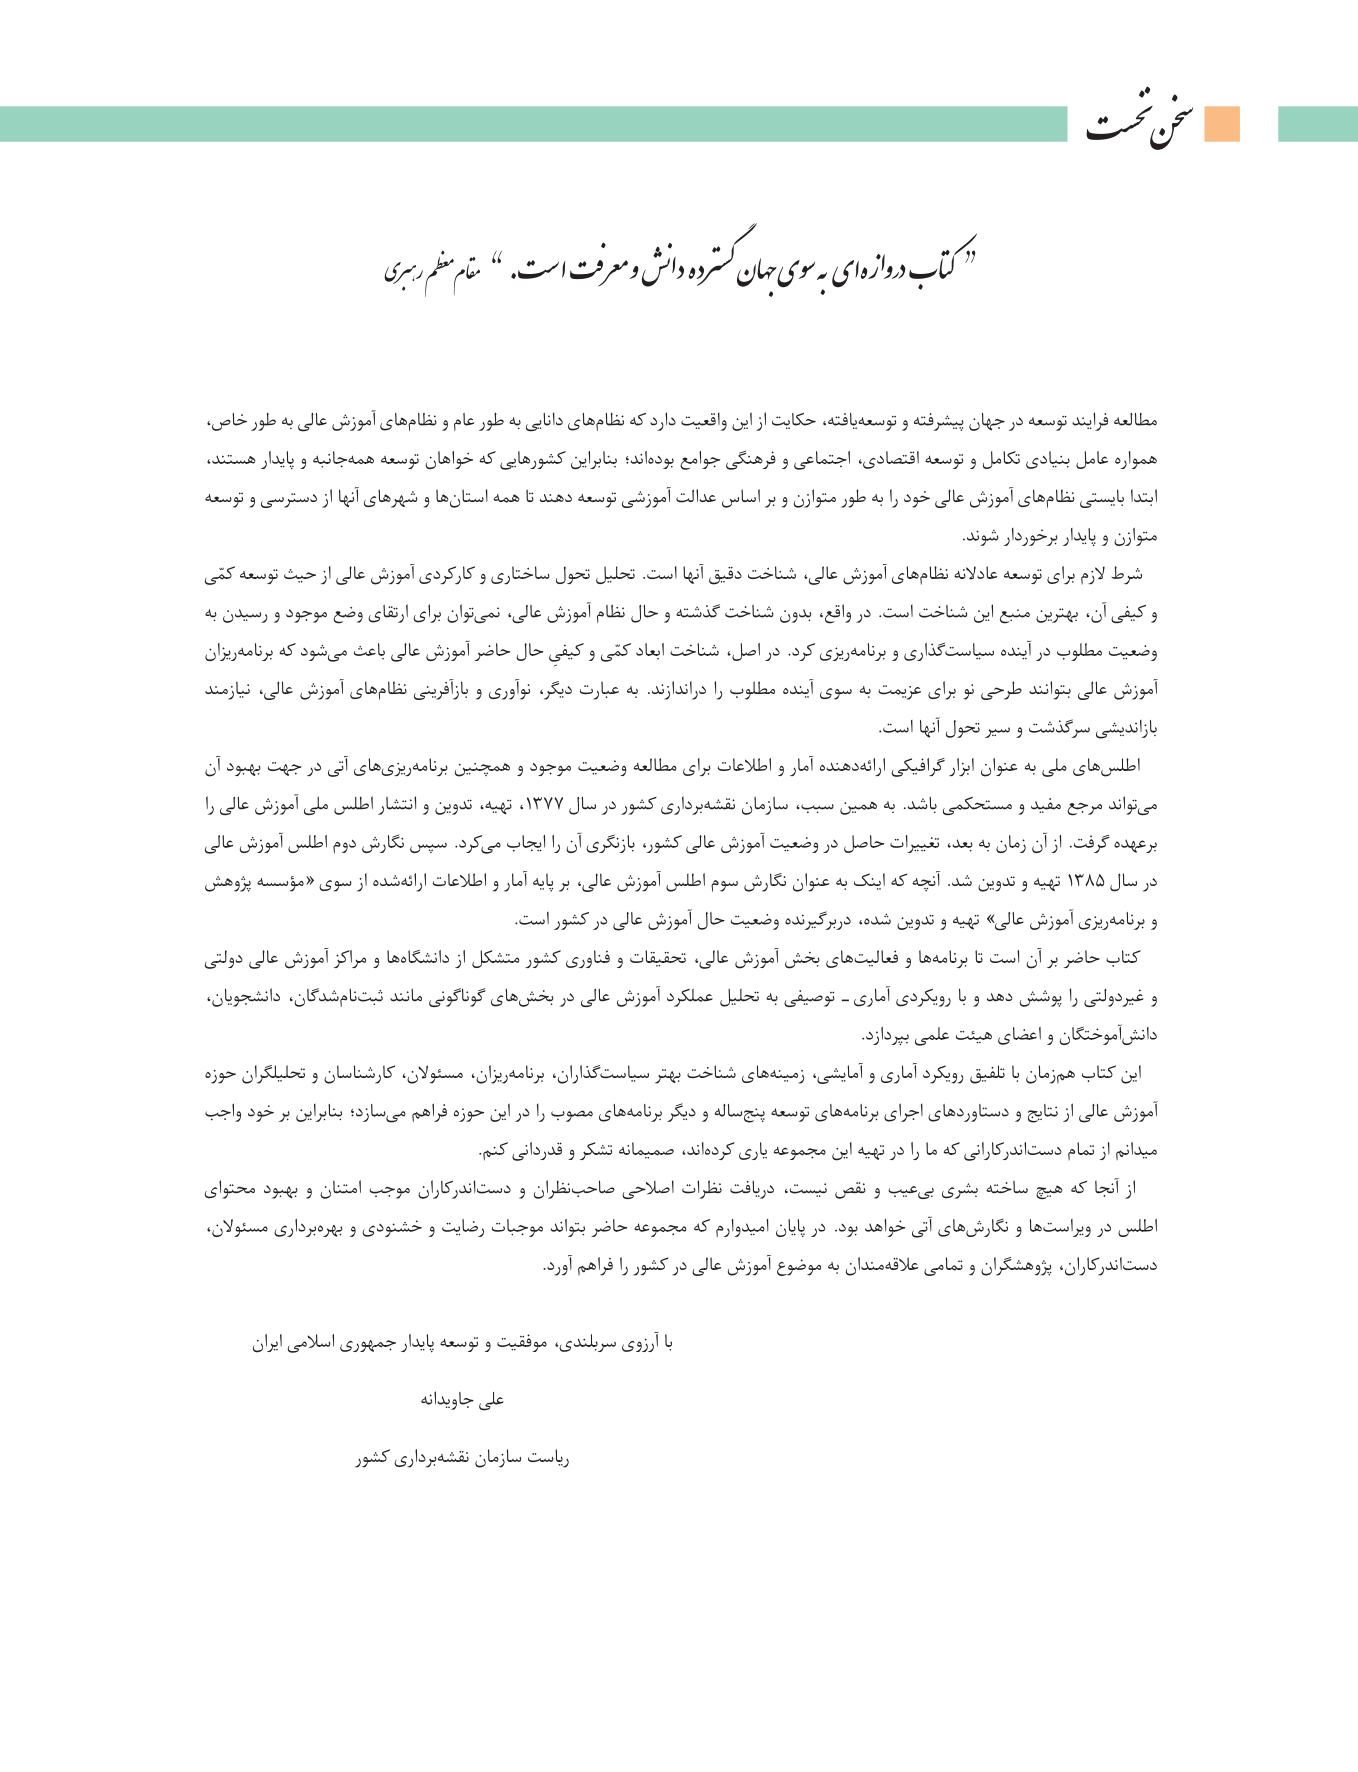 سخن نخست
” کتاب دروازه‌ای به سوی جهان گسترده دانش و معرفت است. “ مقام معظم رهبری
مطالعه فرایند توسعه در جهان پیشرفته و توسعه‌یافته، حکایت از این واقعیت دارد که نظام‌های دانایی به طور عام و نظام‌های آموزش عالی به طور خاص،
همواره عامل بنیادی تکامل و توسعه اقتصادی، اجتماعی و فرهنگی جوامع بوده‌اند؛ بنابراین کشورهایی که خواهان توسعه همه‌جانبه و پایدار هستند،
ابتدا بایستی نظام‌های آموزش عالی خود را به طور متوازن و بر اساس عدالت آموزشی توسعه دهند تا همه استان‌ها و شهرهای آنها از دسترسی و توسعه
متوازن و پایدار برخوردار شوند.
شرط لازم برای توسعه عادلانه نظام‌های آموزش عالی، شناخت دقیق آنها است. تحلیل تحول ساختاری و کارکردی آموزش عالی از حیث توسعه کمّی
و کیفی آن، بهترین منبع این شناخت است. در واقع، بدون شناخت گذشته و حال نظام آموزش عالی، نمی‌توان برای ارتقای وضع موجود و رسیدن به
وضعیت مطلوب در آینده سیاست‌گذاری و برنامه‌ریزی کرد. در اصل، شناخت ابعاد کمّی و کیفیِ حال حاضر آموزش عالی باعث می‌شود که برنامه‌ریزان
آموزش عالی بتوانند طرحی نو برای عزیمت به سوی آینده مطلوب را دراندازند. به عبارت دیگر، نوآوری و بازآفرینی نظام‌های آموزش عالی، نیازمند
بازاندیشی سرگذشت و سیر تحول آنها است.
اطلس‌های ملی به عنوان ابزار گرافیکی ارائه‌دهنده آمار و اطلاعات برای مطالعه وضعیت موجود و همچنین برنامه‌ریزی‌های آتی در جهت بهبود آن
می‌تواند مرجع مفید و مستحکمی باشد. به همین سبب، سازمان نقشه‌برداری کشور در سال ۱۳۷۷، تهیه، تدوین و انتشار اطلس ملی آموزش عالی را
برعهده گرفت. از آن زمان به بعد، تغییرات حاصل در وضعیت آموزش عالی کشور، بازنگری آن را ایجاب می‌کرد. سپس نگارش دوم اطلس آموزش عالی
در سال ۱۳۸۵ تهیه و تدوین شد. آنچه که اینک به عنوان نگارش سوم اطلس آموزش عالی، بر پایه آمار و اطلاعات ارائه‌شده از سوی «مؤسسه پژوهش
و برنامه‌ریزی آموزش عالی» تهیه و تدوین شده، دربرگیرنده وضعیت حال آموزش عالی در کشور است.
کتاب حاضر بر آن است تا برنامه‌ها و فعالیت‌های بخش آموزش عالی، تحقیقات و فناوری کشور متشکل از دانشگاه‌ها و مراکز آموزش عالی دولتی
و غیردولتی را پوشش دهد و با رویکردی آماری ـ توصیفی به تحلیل عملکرد آموزش عالی در بخش‌های گوناگونی مانند ثبت‌نام‌شدگان، دانشجویان،
دانش‌آموختگان و اعضای هیئت علمی بپردازد.
این کتاب هم‌زمان با تلفیق رویکرد آماری و آمایشی، زمینه‌های شناخت بهتر سیاست‌گذاران، برنامه‌ریزان، مسئولان، کارشناسان و تحلیلگران حوزه
آموزش عالی از نتایج و دستاوردهای اجرای برنامه‌های توسعه پنج‌ساله و دیگر برنامه‌های مصوب را در این حوزه فراهم می‌سازد؛ بنابراین بر خود واجب
میدانم از تمام دست‌اندرکارانی که ما را در تهیه این مجموعه یاری کرده‌اند، صمیمانه تشکر و قدردانی کنم.
از آنجا که هیچ ساخته بشری بی‌عیب و نقص نیست، دریافت نظرات اصلاحی صاحب‌نظران و دست‌اندرکاران موجب امتنان و بهبود محتوای
اطلس در ویراست‌ها و نگارش‌های آتی خواهد بود. در پایان امیدوارم که مجموعه حاضر بتواند موجبات رضایت و خشنودی و بهره‌برداری مسئولان،
دست‌اندرکاران، پژوهشگران و تمامی علاقه‌مندان به موضوع آموزش عالی در کشور را فراهم آورد.
با آرزوی سربلندی، موفقیت و توسعه پایدار جمهوری اسلامی ایران
علی جاویدانه
ریاست سازمان نقشه‌برداری کشور